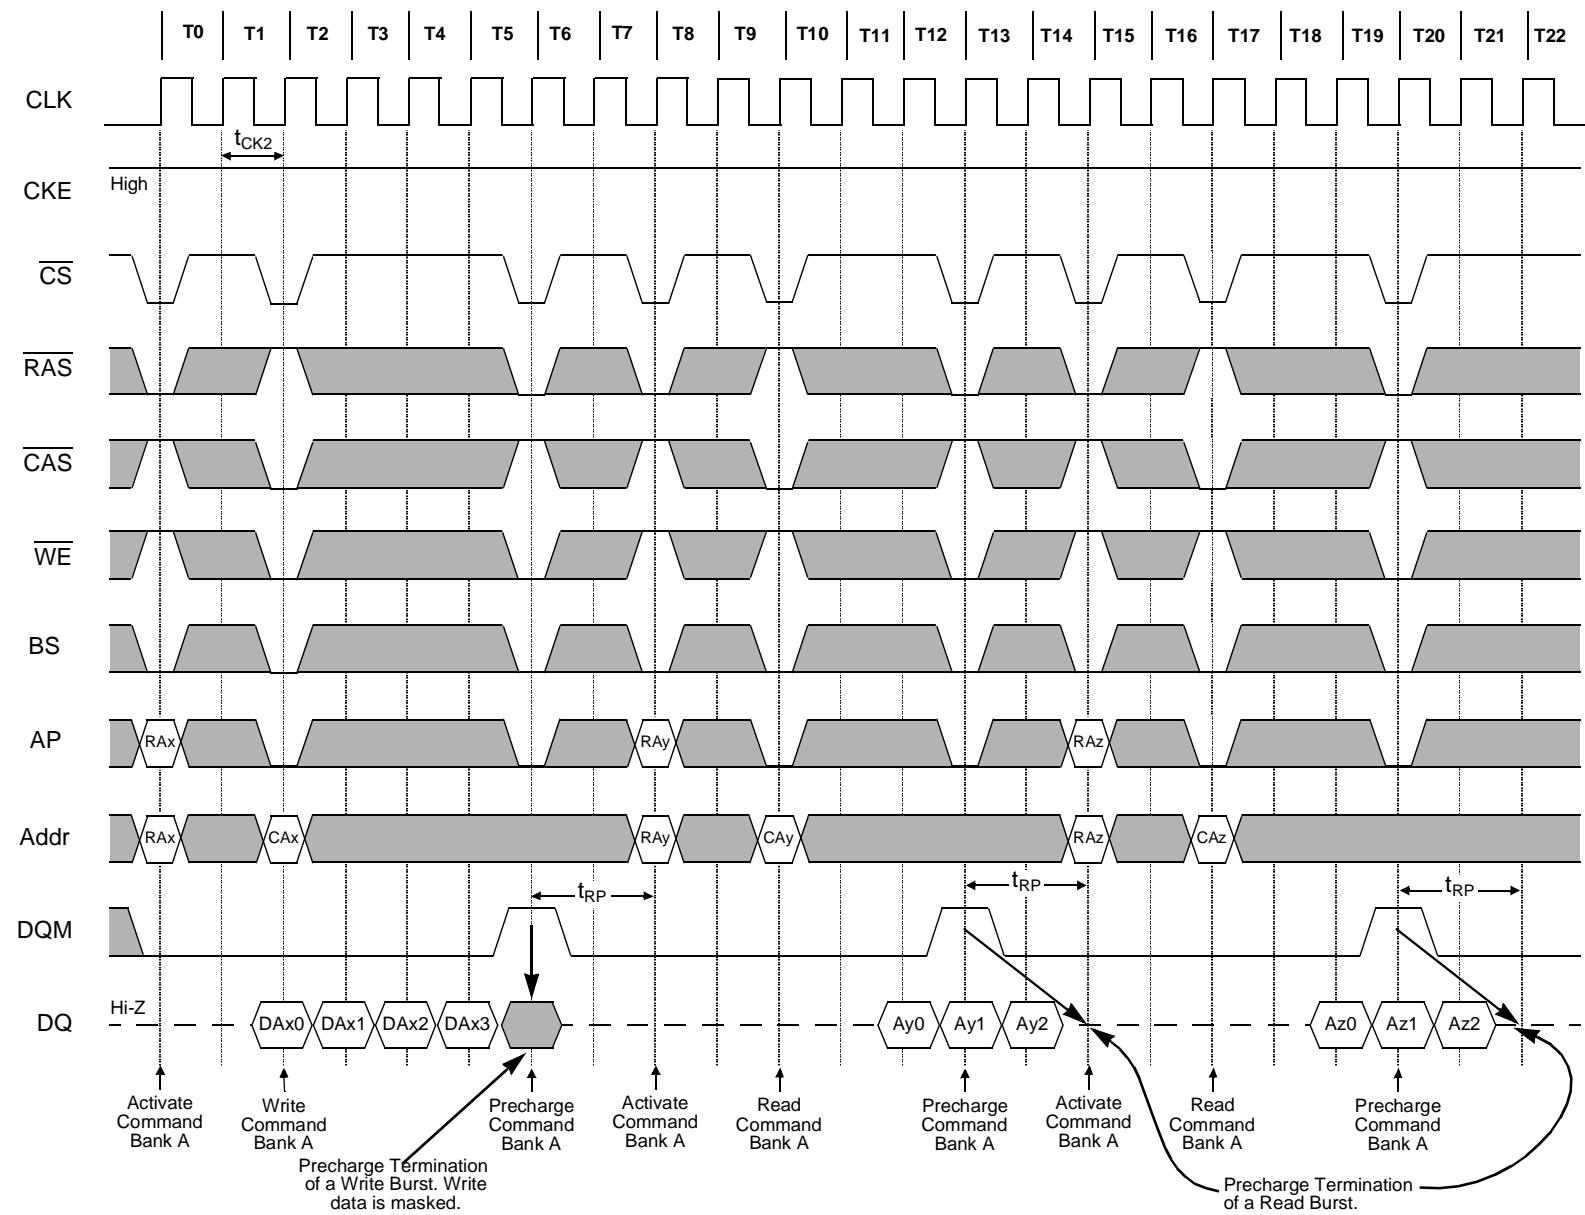 T0 T1 T2 T3 T4 T5 T6 T7 T8 T9 T10 T11 T12 T13 T14 T15 T16 T17 T18 T19 T20 T21 T22
CLK
tCK2
CKE
High
CS
RAS
CAS
WE
BS
AP
RAx RAy RAz
Addr
RAx CAx RAy CAy RAz CAz
tRP tRP tRP
DQM
DQ
Hi-Z
DAx0 DAx1 DAx2 DAx3 Ay0 Ay1 Ay2 Az0 Az1 Az2
Activate
Command
Bank A
Write
Command
Bank A
Precharge
Command
Bank A
Activate
Command
Bank A
Read
Command
Bank A
Precharge
Command
Bank A
Activate
Command
Bank A
Read
Command
Bank A
Precharge
Command
Bank A
Precharge Termination
of a Write Burst. Write
data is masked.
Precharge Termination
of a Read Burst.